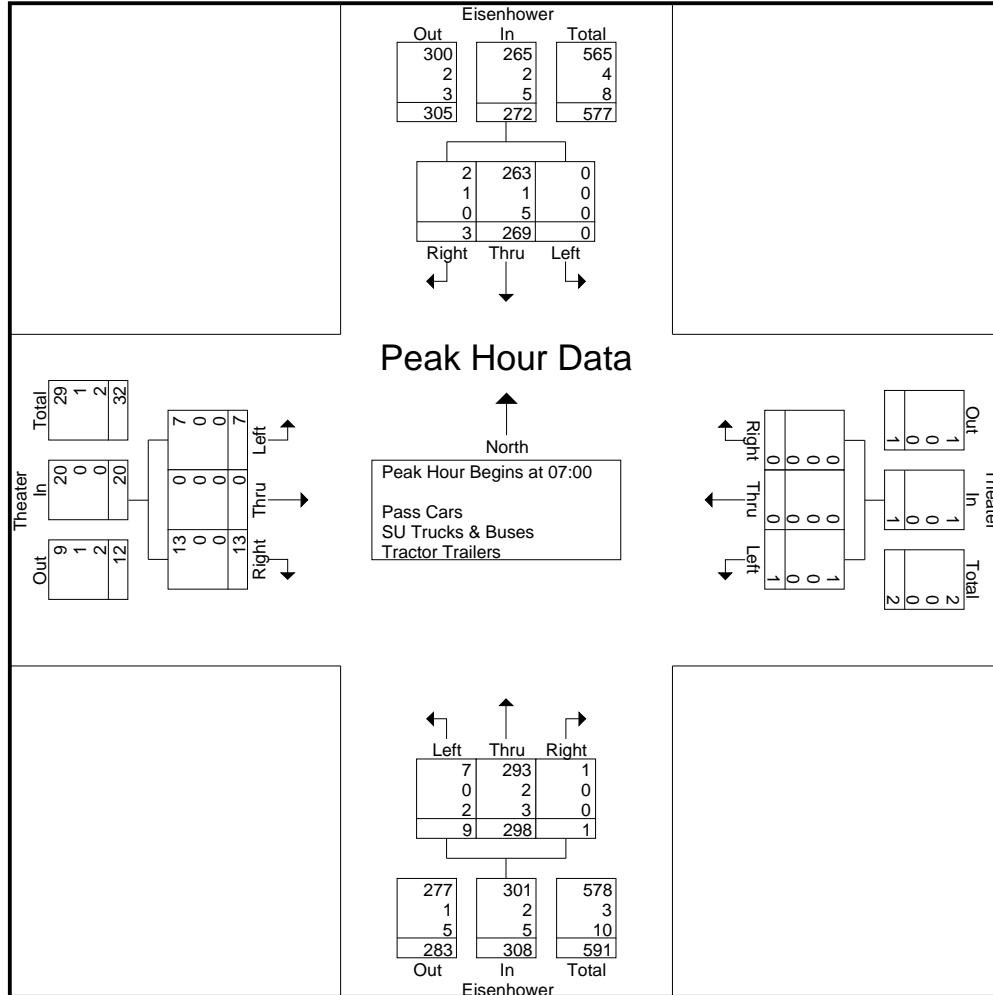 Eisenhower
Out In Total
300 265 565
2 2 4
3 5 8
305 272 577
2 263 0
1 1 0
0 5 0
3 269 0
Right Thru Left
Peak Hour Data
North
Peak Hour Begins at 07:00
Pass Cars
SU Trucks & Buses
Tractor Trailers
Theater
Out In Total
9 20 29
1 0 1
2 0 2
12 20 32
7 0 13
0 0 0
0 0 0
7 0 13
Left Thru Right
Theater
Out In Total
1 1 2
0 0 0
0 0 0
1 1 2
0 0 1
0 0 0
0 0 0
0 0 1
Right Thru Left
Left Thru Right
7 293 1
0 2 0
2 3 0
9 298 1
277 301 578
1 2 3
5 5 10
283 308 591
Out In Total
Eisenhower